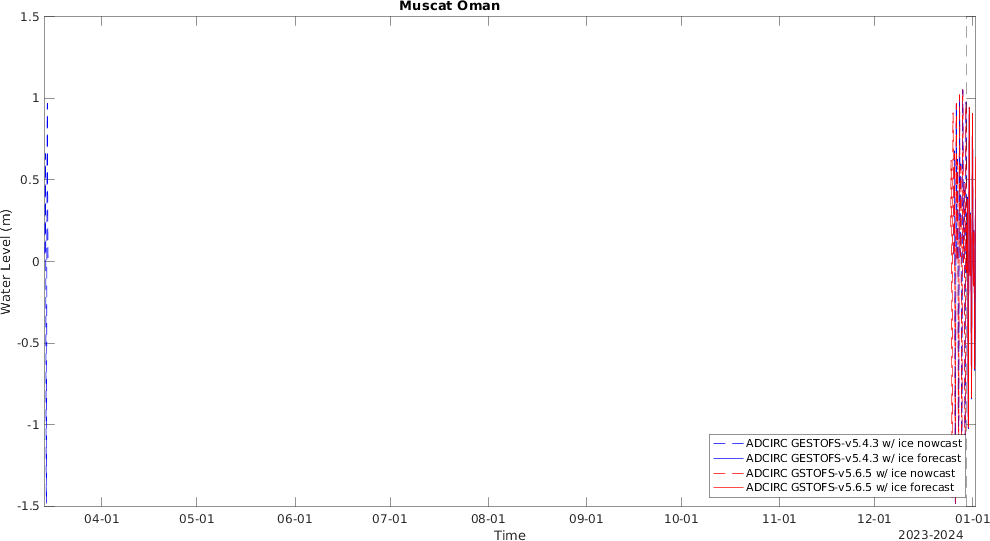 Muscat Oman
1.5
1
0.5
0
-0.5
-1
-1.5
Water Level (m)
04-01 05-01 06-01 07-01 08-01 09-01 10-01 11-01 12-01 01-01
2023-2024
Time
ADCIRC GESTOFS-v5.4.3 w/ ice nowcast
ADCIRC GESTOFS-v5.4.3 w/ ice forecast
ADCIRC GSTOFS-v5.6.5 w/ ice nowcast
ADCIRC GSTOFS-v5.6.5 w/ ice forecast